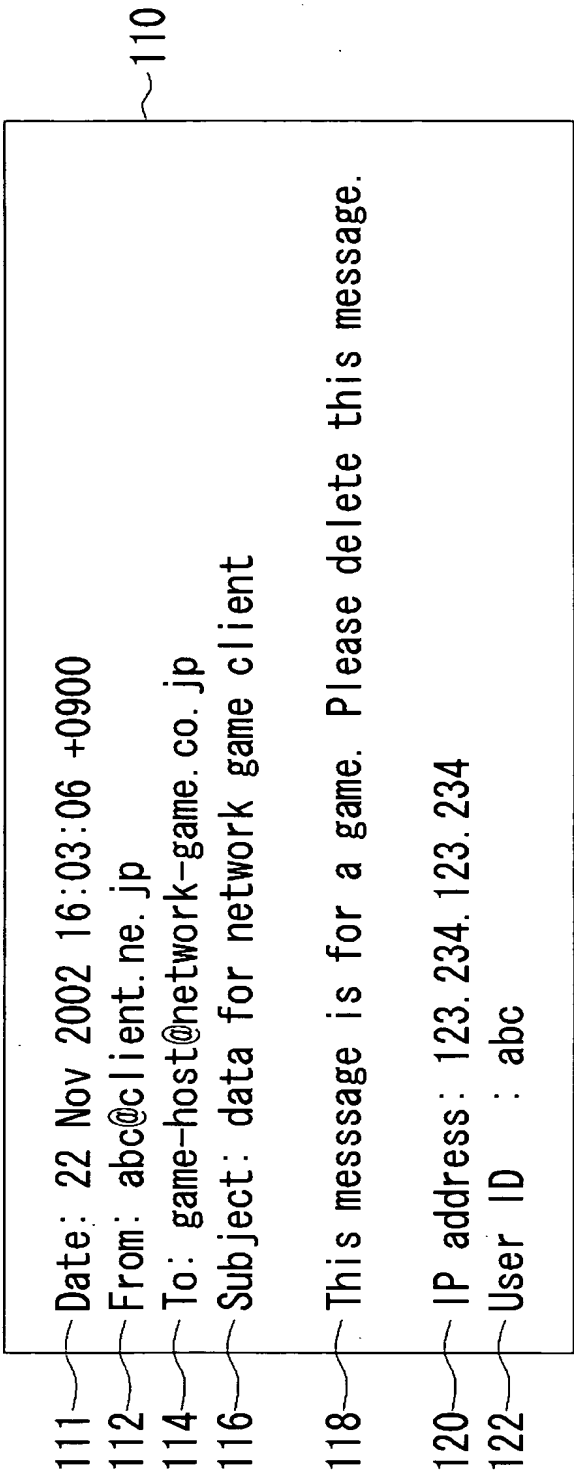 110
111 Date: 22 Nov 2002 16:03:06 +0900
112 From: abc@client.ne.jp
114 To: game-host@network-game.co.jp
116 Subject: data for network game client
118 This messsage is for a game. Please delete this message.
120 IP address: 123.234.123.234
122 User ID : abc